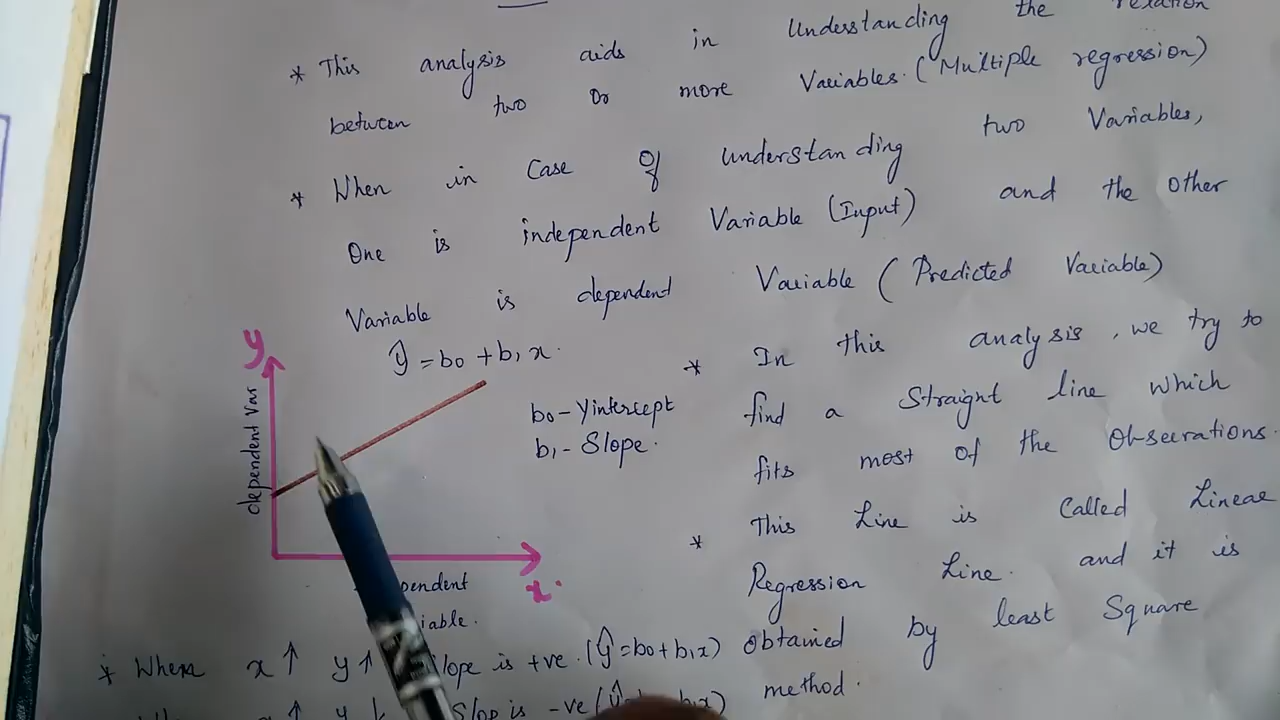 * This analysis aids in Understanding the relation
between two or more Variables. (Multiple regression)
* When in Case of understanding two Variables,
One is independent Variable (Input) and the other
Variable is dependent Variable (Predicted Variable)
ŷ = b0 + b1 x.
b0 - Yintercept
b1 - Slope.
y
dependent Var
x.
pendent
iable.
* In this analysis, we try to
find a Straight line which
fits most of the Observations.
* This Line is Called Linear
Regression Line. and it is
obtained by least Square
method.
* When x ↑ y ↑ Slope is +ve. (ŷ = b0 + b1x)
x ↑ y Slop is -ve (ŷ b1x)